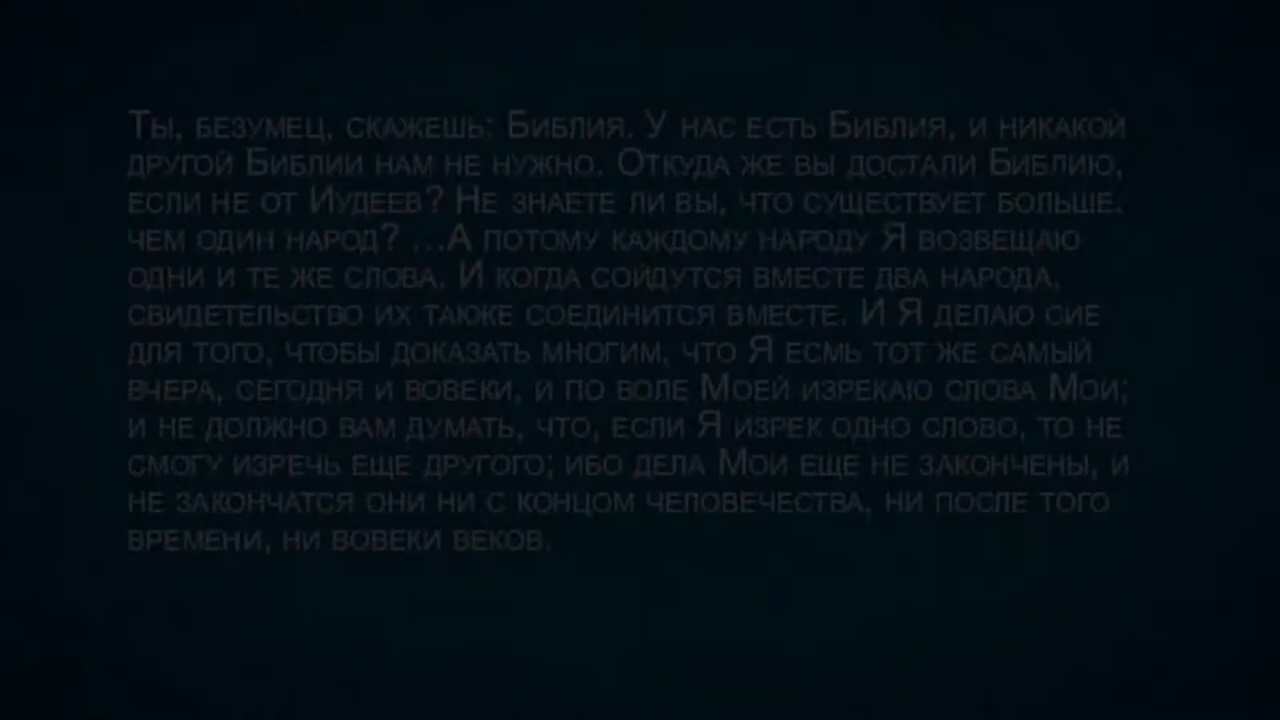 Ты, безумец, скажешь: Библия. У нас есть Библия, и никакой
другой Библии нам не нужно. Откуда же вы достали Библию,
если не от Иудеев? Не знаете ли вы, что существует больше.
чем один народ? ...А потому каждому народу Я возвещаю
одни и те же слова. И когда сойдутся вместе два народа,
свидетельство их также соединится вместе. И Я делаю сие
для того, чтобы доказать многим, что Я есмь тот же самый
вчера, сегодня и вовеки, и по воле Моей изрекаю слова Мои;
и не должно вам думать, что, если Я изрек одно слово, то не
смогу изречь еще другого; ибо дела Мои еще не закончены, и
не закончатся они ни с концом человечества, ни после того
времени, ни вовеки веков.